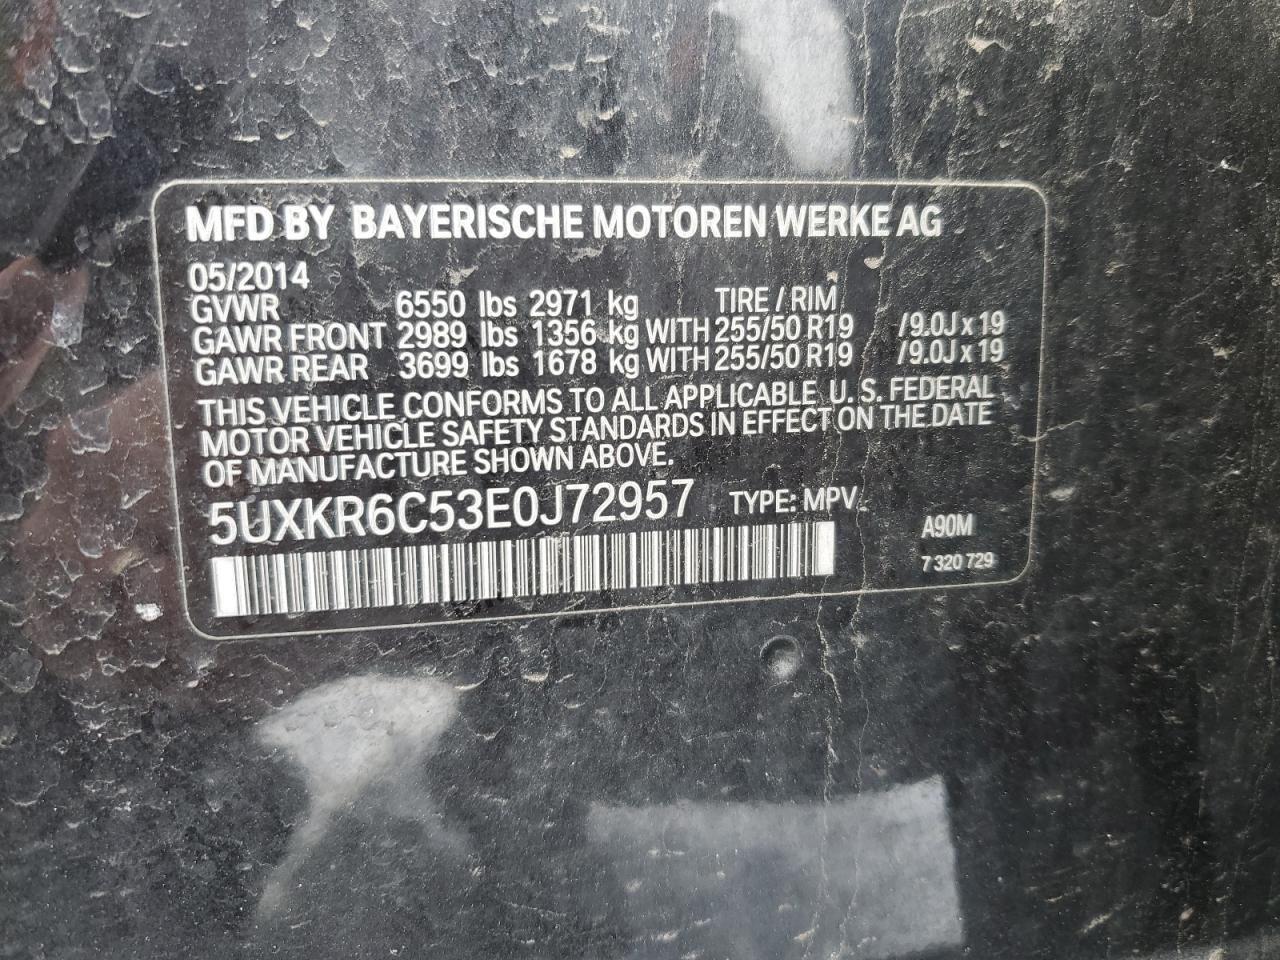 MFD BY BAYERISCHE MOTOREN WERKE AG
05/2014
GVWR 6550 lbs 2971 kg TIRE / RIM
GAWR FRONT 2989 lbs 1356 kg WITH 255/50 R19 /9.0J x 19
GAWR REAR 3699 lbs 1678 kg WITH 255/50 R19 /9.0J x 19
THIS VEHICLE CONFORMS TO ALL APPLICABLE U.S. FEDERAL
MOTOR VEHICLE SAFETY STANDARDS IN EFFECT ON THE DATE
OF MANUFACTURE SHOWN ABOVE.
5UXKR6C53E0J72957 TYPE: MPV
A90M
7 320 729